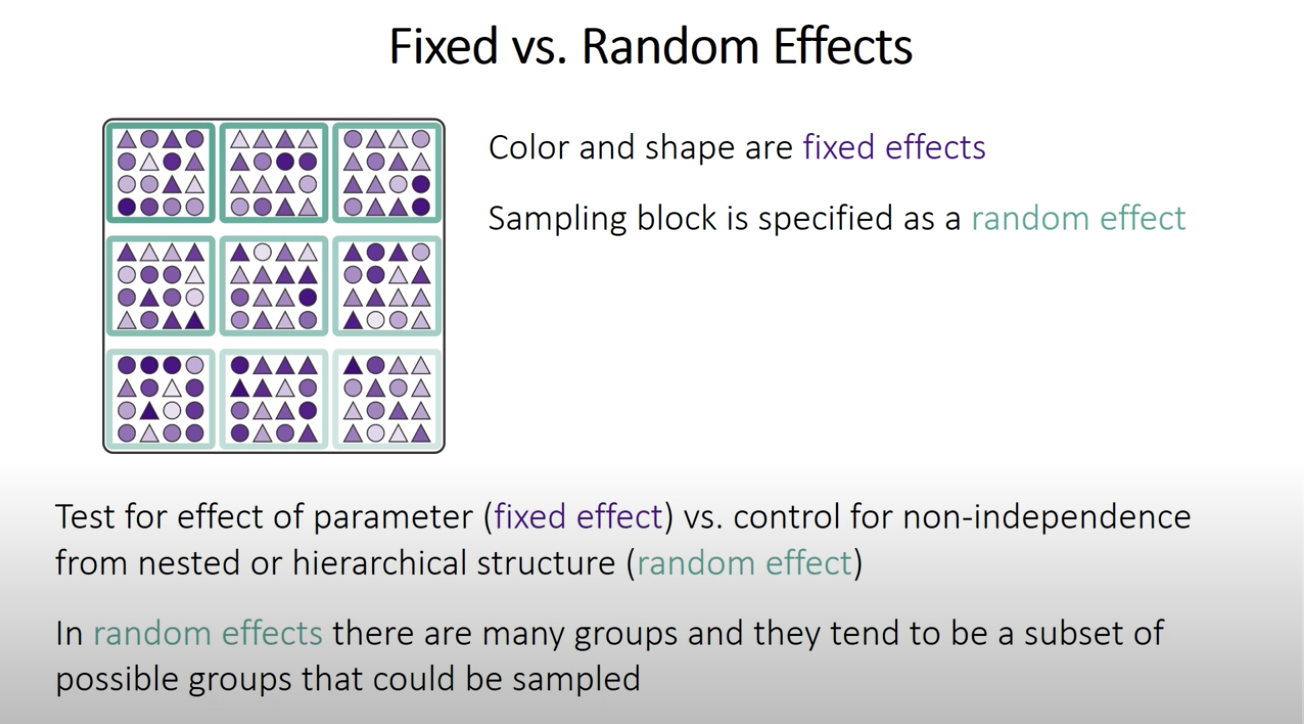 Fixed vs. Random Effects
Color and shape are fixed effects
Sampling block is specified as a random effect
Test for effect of parameter (fixed effect) vs. control for non-independence
from nested or hierarchical structure (random effect)
In random effects there are many groups and they tend to be a subset of
possible groups that could be sampled